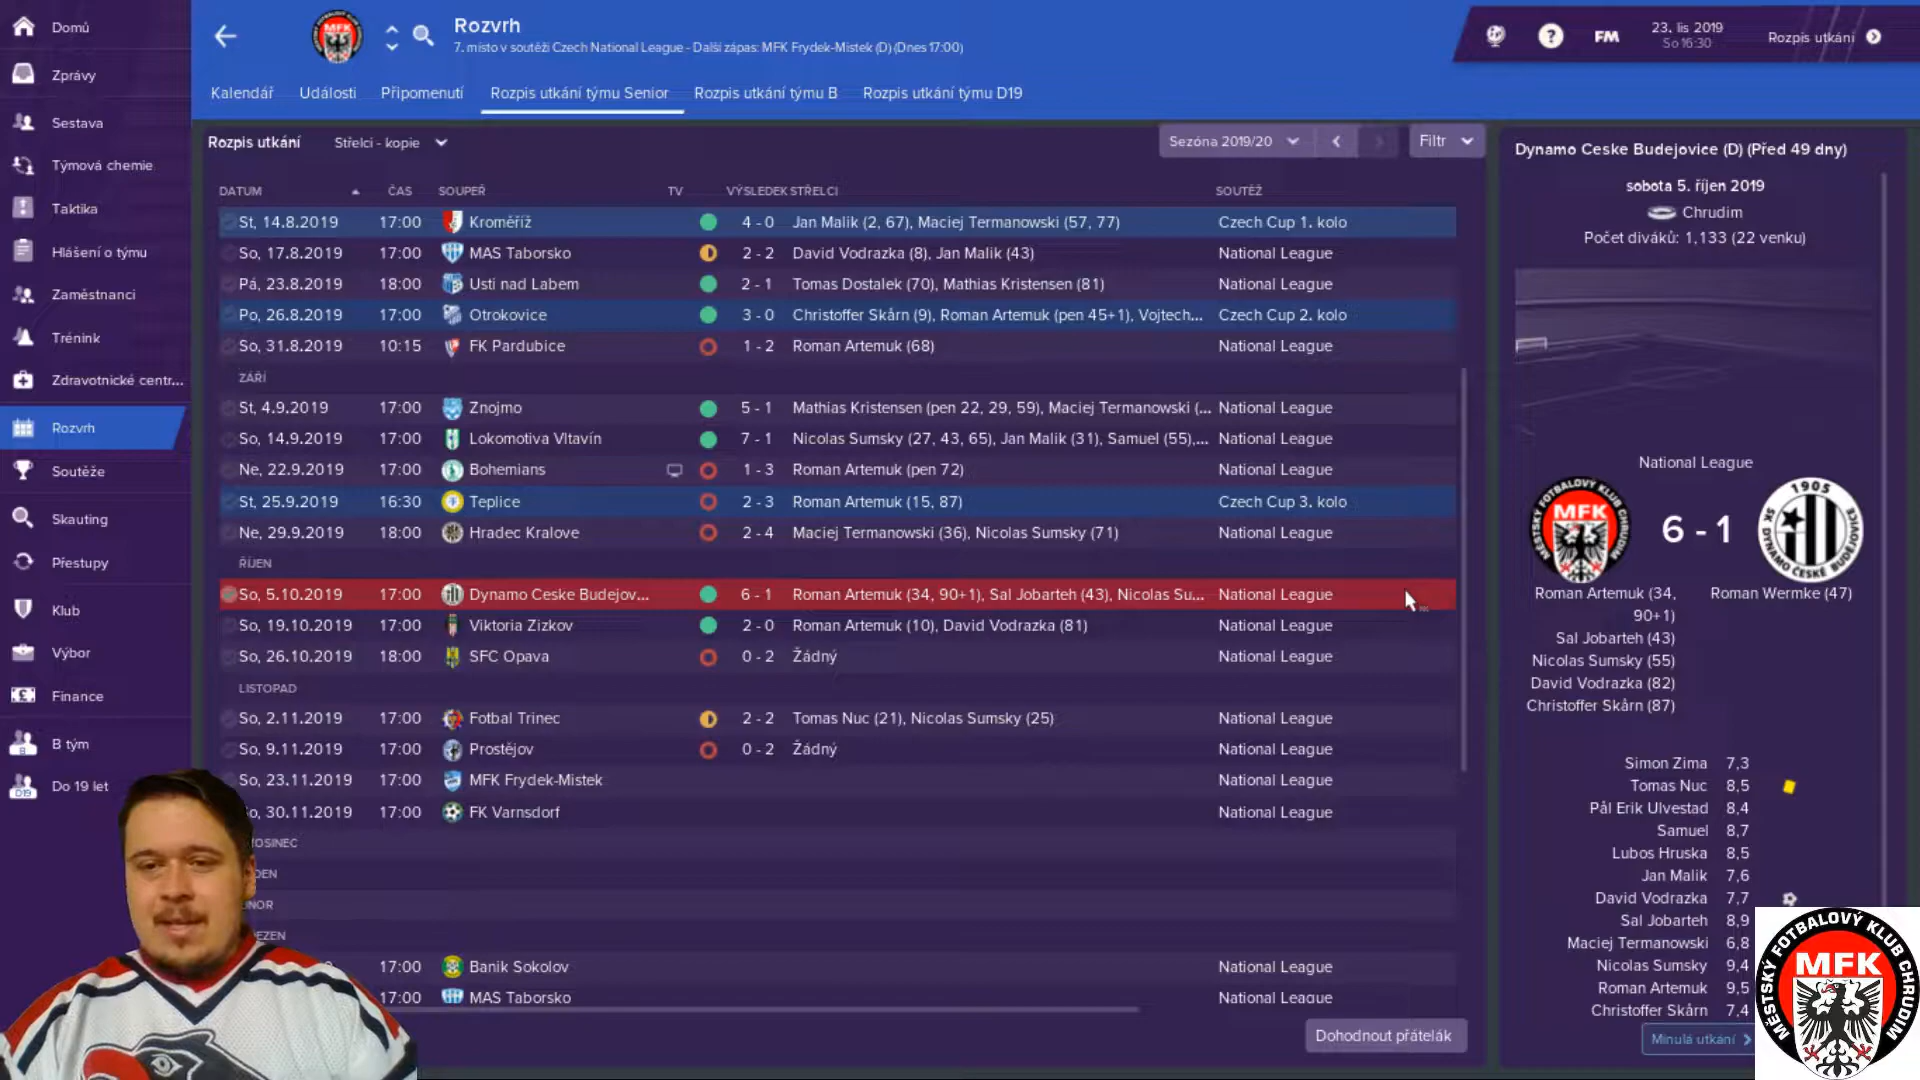 Domů
Zprávy
Sestava
Týmová chemie
Taktika
Hlášení o týmu
Zaměstnanci
Trénink
Zdravotnické centr...
Rozvrh
Soutěže
Skauting
Přestupy
Klub
Výbor
Finance
B tým
Do 19 let
Rozvrh
7. místo v soutěži Czech National League - Další zápas: MFK Frydek-Mistek (D) (Dnes 17:00)
FM
23. lis 2019
So 16:30
Rozpis utkání
Kalendář Události Připomenutí Rozpis utkání týmu Senior Rozpis utkání týmu B Rozpis utkání týmu D19
Rozpis utkání Střelci - kopie Sezóna 2019/20 Filtr
DATUM ČAS SOUPEŘ TV VÝSLEDEK STŘELCI SOUTĚŽ
St, 14.8.2019 17:00 Kroměříž 4 - 0 Jan Malik (2, 67), Maciej Termanowski (57, 77) Czech Cup 1. kolo
So, 17.8.2019 17:00 MAS Taborsko 2 - 2 David Vodrazka (8), Jan Malik (43) National League
Pá, 23.8.2019 18:00 Usti nad Labem 2 - 1 Tomas Dostalek (70), Mathias Kristensen (81) National League
Po, 26.8.2019 17:00 Otrokovice 3 - 0 Christoffer Skårn (9), Roman Artemuk (pen 45+1), Vojtech... Czech Cup 2. kolo
So, 31.8.2019 10:15 FK Pardubice 1 - 2 Roman Artemuk (68) National League
ZÁŘÍ
St, 4.9.2019 17:00 Znojmo 5 - 1 Mathias Kristensen (pen 22, 29, 59), Maciej Termanowski (... National League
So, 14.9.2019 17:00 Lokomotiva Vltavín 7 - 1 Nicolas Sumsky (27, 43, 65), Jan Malik (31), Samuel (55),... National League
Ne, 22.9.2019 17:00 Bohemians 1 - 3 Roman Artemuk (pen 72) National League
St, 25.9.2019 16:30 Teplice 2 - 3 Roman Artemuk (15, 87) Czech Cup 3. kolo
Ne, 29.9.2019 18:00 Hradec Kralove 2 - 4 Maciej Termanowski (36), Nicolas Sumsky (71) National League
ŘÍJEN
So, 5.10.2019 17:00 Dynamo Ceske Budejov... 6 - 1 Roman Artemuk (34, 90+1), Sal Jobarteh (43), Nicolas Su... National League
So, 19.10.2019 17:00 Viktoria Zizkov 2 - 0 Roman Artemuk (10), David Vodrazka (81) National League
So, 26.10.2019 18:00 SFC Opava 0 - 2 Žádný National League
LISTOPAD
So, 2.11.2019 17:00 Fotbal Trinec 2 - 2 Tomas Nuc (21), Nicolas Sumsky (25) National League
So, 9.11.2019 17:00 Prostějov 0 - 2 Žádný National League
So, 23.11.2019 17:00 MFK Frydek-Mistek National League
o, 30.11.2019 17:00 FK Varnsdorf National League
OSINEC
DEN
NOR
EZEN
17:00 Banik Sokolov National League
17:00 MAS Taborsko National League
Dohodnout přátelák
Dynamo Ceske Budejovice (D) (Před 49 dny)
sobota 5. říjen 2019
Chrudim
Počet diváků: 1,133 (22 venku)
National League
MĚSTSKÝ FOTBALOVÝ KLUB CHRUDIM
MFK
6 - 1
1905
SK DYNAMO ČESKÉ BUDĚJOVICE
Roman Artemuk (34, 90+1)
Sal Jobarteh (43)
Nicolas Sumsky (55)
David Vodrazka (82)
Christoffer Skårn (87)
Roman Wermke (47)
Simon Zima 7,3
Tomas Nuc 8,5
Pål Erik Ulvestad 8,4
Samuel 8,7
Lubos Hruska 8,5
Jan Malik 7,6
David Vodrazka 7,7
Sal Jobarteh 8,9
Maciej Termanowski 6,8
Nicolas Sumsky 9,4
Roman Artemuk 9,5
Christoffer Skårn 7,4
Minulá utkání
MĚSTSKÝ FOTBALOVÝ KLUB CHRUDIM
MFK